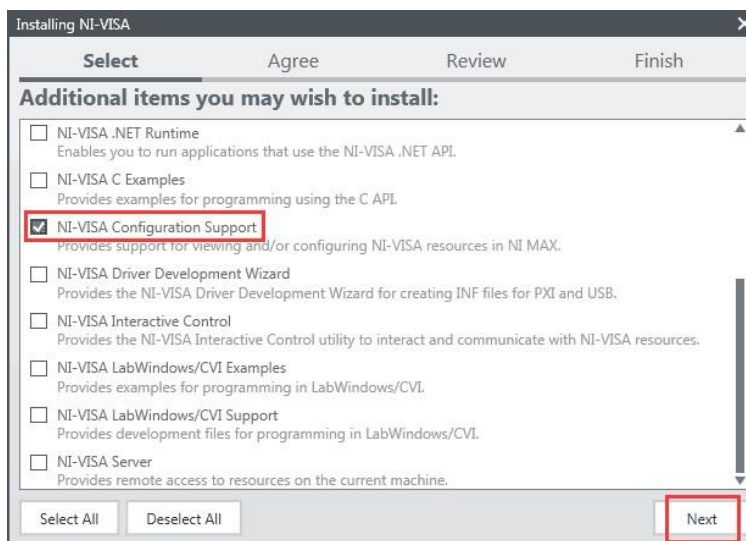 Installing NI-VISA
Select Agree Review Finish
Additional items you may wish to install:
NI-VISA .NET Runtime
Enables you to run applications that use the NI-VISA .NET API.
NI-VISA C Examples
Provides examples for programming using the C API.
NI-VISA Configuration Support
Provides support for viewing and/or configuring NI-VISA resources in NI MAX.
NI-VISA Driver Development Wizard
Provides the NI-VISA Driver Development Wizard for creating INF files for PXI and USB.
NI-VISA Interactive Control
Provides the NI-VISA Interactive Control utility to interact and communicate with NI-VISA resources.
NI-VISA LabWindows/CVI Examples
Provides examples for programming in LabWindows/CVI.
NI-VISA LabWindows/CVI Support
Provides development files for programming in LabWindows/CVI.
NI-VISA Server
Provides remote access to resources on the current machine.
Select All Deselect All Next